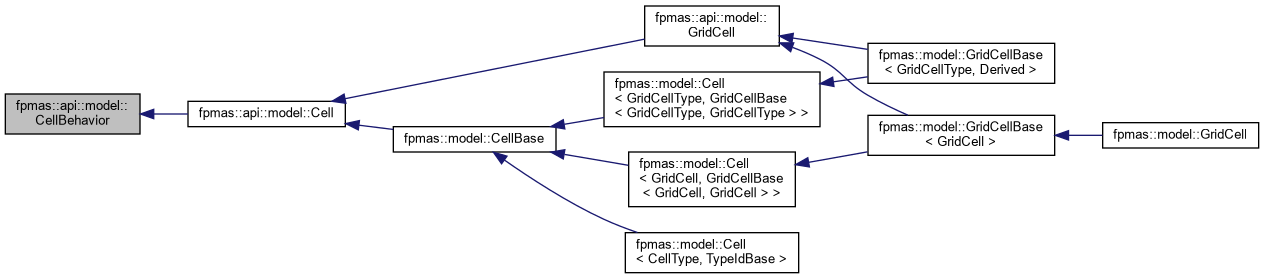 fpmas::api::model::
CellBehavior
fpmas::api::model::Cell
fpmas::api::model::
GridCell
fpmas::model::CellBase
fpmas::model::Cell
< GridCellType, GridCellBase
< GridCellType, GridCellType > >
fpmas::model::Cell
< GridCell, GridCellBase
< GridCell, GridCell > >
fpmas::model::Cell
< CellType, TypeIdBase >
fpmas::model::GridCellBase
< GridCellType, Derived >
fpmas::model::GridCellBase
< GridCell >
fpmas::model::GridCell